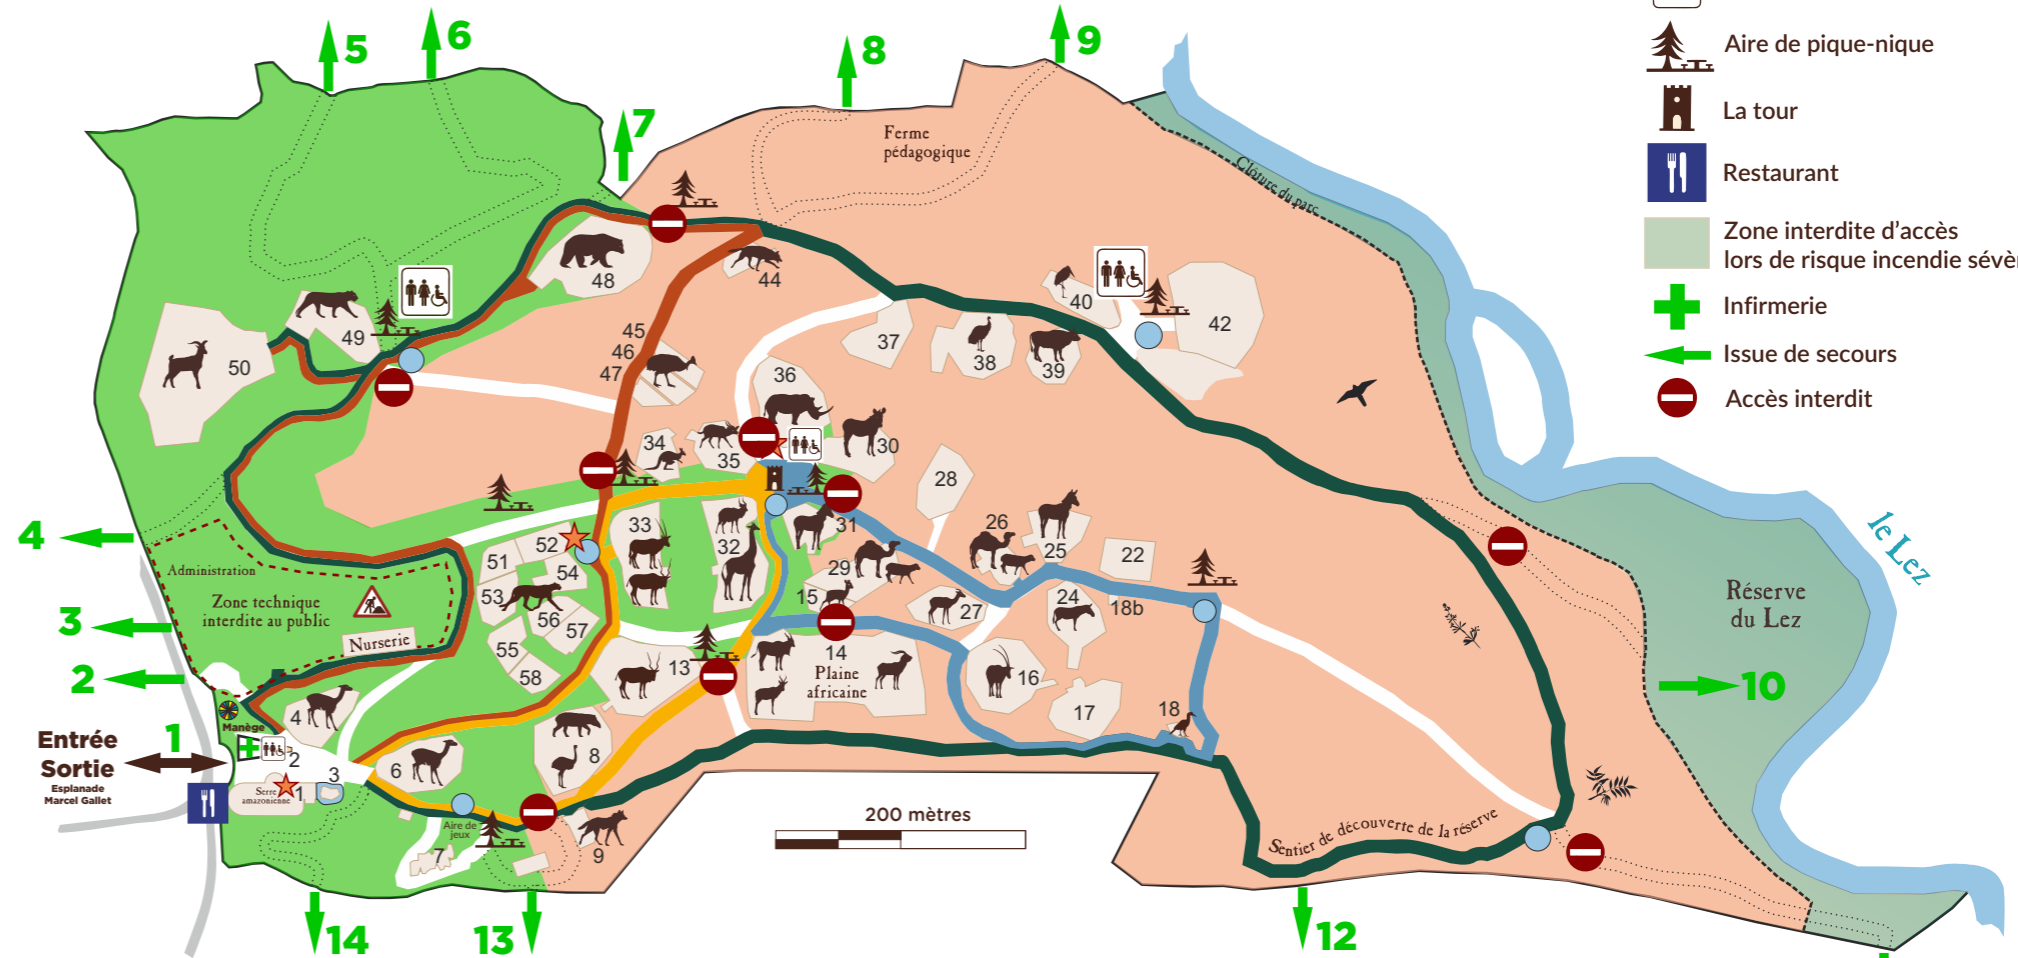 5
6
7
8
9
Aire de pique-nique
La tour
Restaurant
Zone interdite d'accès
lors de risque incendie sévè
Infirmerie
Issue de secours
Accès interdit
Ferme
pédagogique
Clôture du parc
le Lez
Réserve
du Lez
10
4
3
2
1
Administration
Zone technique
interdite au public
Nurserie
Manège
Entrée
Sortie
Esplanade
Marcel Gallet
Serre
amazonienne
1
2
3
4
6
Aire de
jeux
7
8
9
13
14
Plaine
africaine
15
16
17
18
18b
22
24
25
26
27
28
29
30
31
32
33
34
35
36
37
38
39
40
42
44
45
46
47
48
49
50
51
52
53
54
55
56
57
58
200 mètres
Sentier de découverte de la réserve
14
13
12